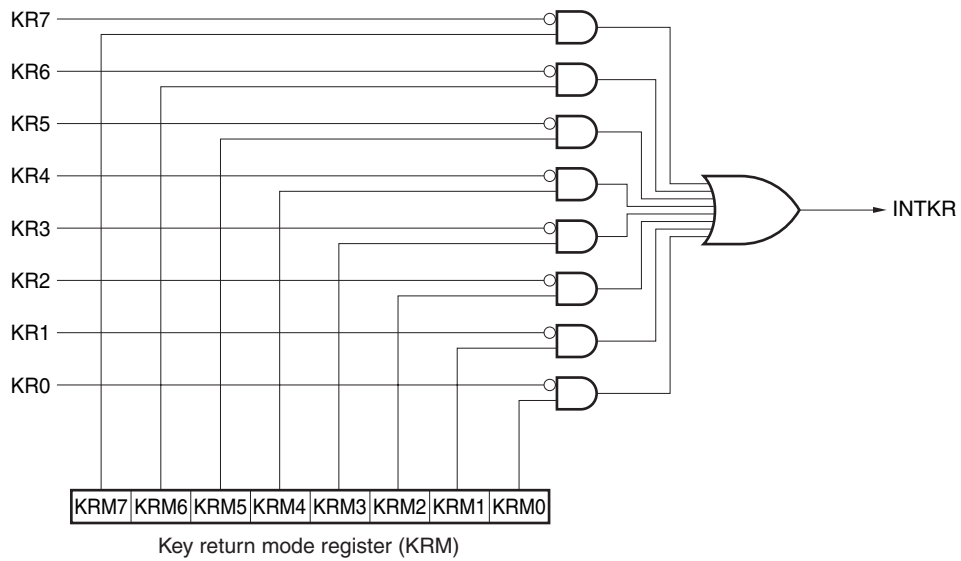 KR7
KR6
KR5
KR4
KR3
KR2
KR1
KR0
INTKR
KRM7 KRM6 KRM5 KRM4 KRM3 KRM2 KRM1 KRM0
Key return mode register (KRM)